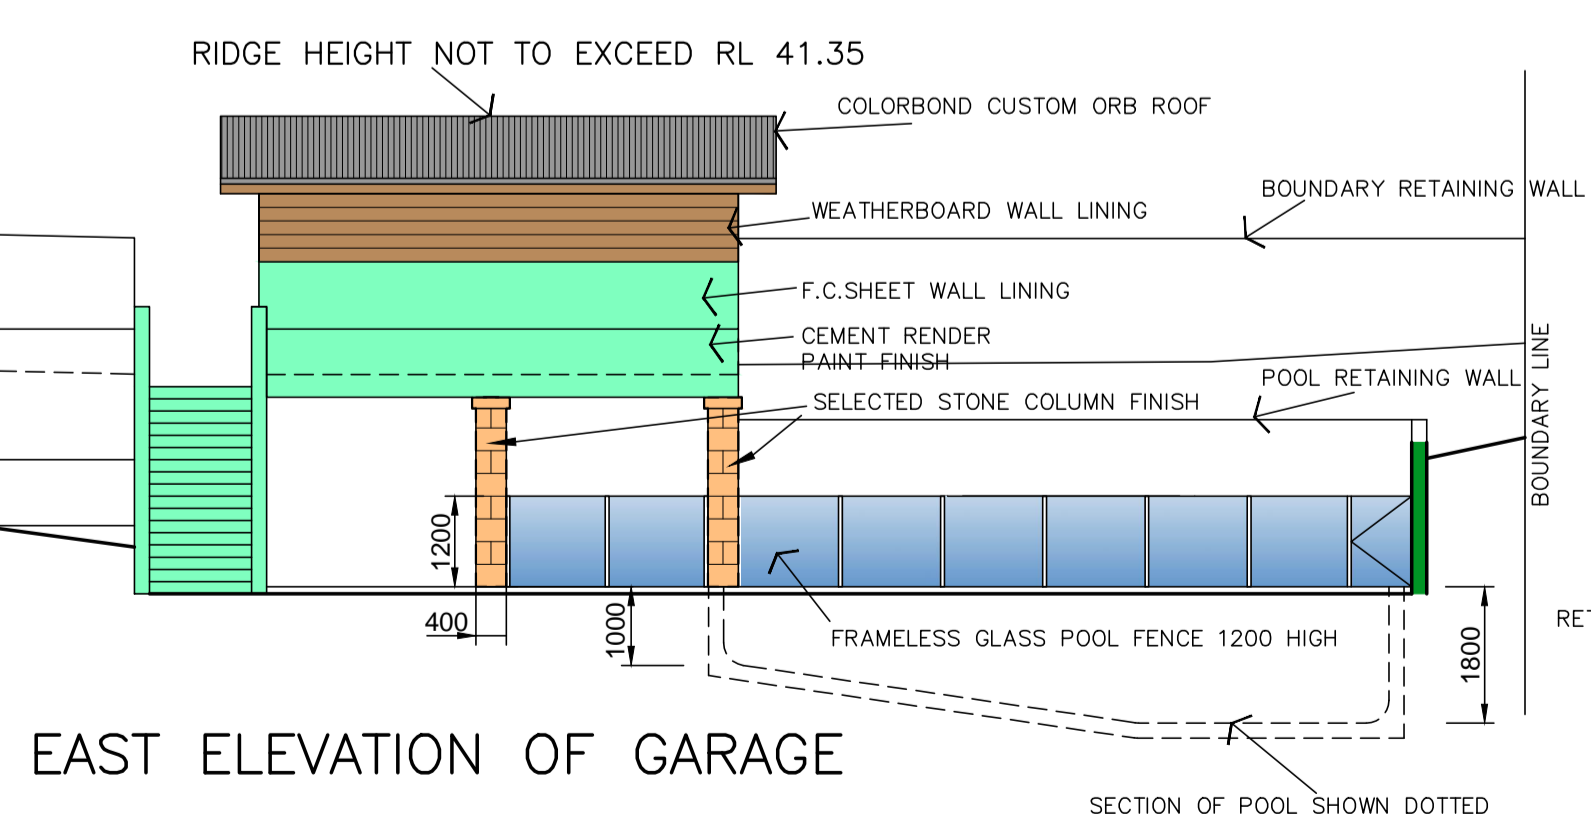 RIDGE HEIGHT NOT TO EXCEED RL 41.35
COLORBOND CUSTOM ORB ROOF
BOUNDARY RETAINING WALL
WEATHERBOARD WALL LINING
F.C.SHEET WALL LINING
CEMENT RENDER
PAINT FINISH
POOL RETAINING WALL
SELECTED STONE COLUMN FINISH
BOUNDARY LINE
1200
400
1000
FRAMELESS GLASS POOL FENCE 1200 HIGH
1800
RET
EAST ELEVATION OF GARAGE
SECTION OF POOL SHOWN DOTTED